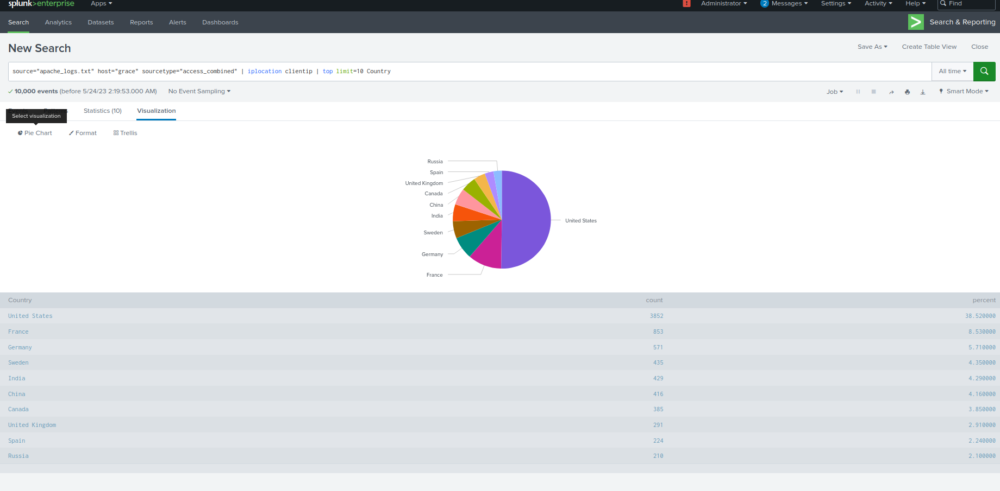 splunk>enterprise Apps ! Administrator 2 Messages Settings Activity Help Find
Search Analytics Datasets Reports Alerts Dashboards > Search & Reporting
New Search Save As Create Table View Close
source="apache_logs.txt" host="grace" sourcetype="access_combined" | iplocation clientip | top limit=10 Country All time
10,000 events (before 5/24/23 2:19:53.000 AM) No Event Sampling Job Smart Mode
Events Patterns Statistics (10) Visualization
Select visualization
Pie Chart Format Trellis
Russia
Spain
United Kingdom
Canada
China
India
United States
Sweden
Germany
France
Country count percent
United States 3852 38.520000
France 853 8.530000
Germany 571 5.710000
Sweden 435 4.350000
India 429 4.290000
China 416 4.160000
Canada 385 3.850000
United Kingdom 291 2.910000
Spain 224 2.240000
Russia 210 2.100000